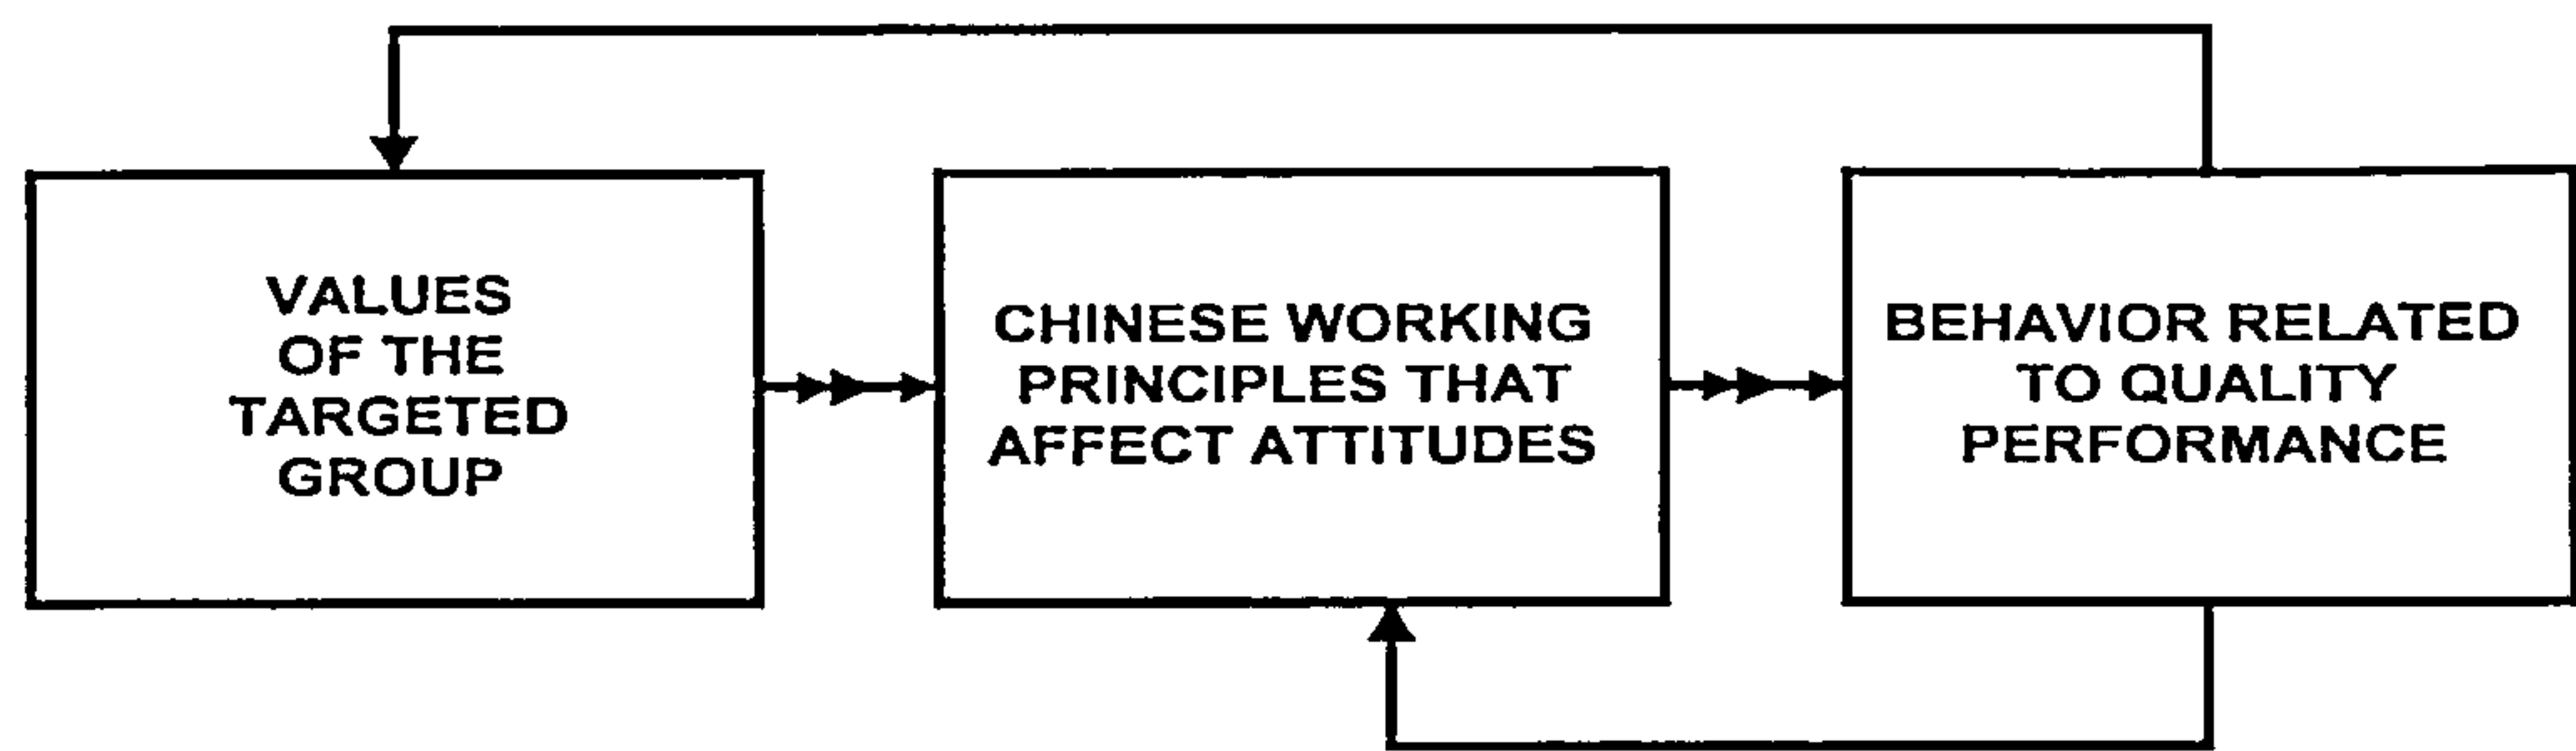 VALUES
OF THE
TARGETED
GROUP
CHINESE WORKING
PRINCIPLES THAT
AFFECT ATTITUDES
BEHAVIOR RELATED
TO QUALITY
PERFORMANCE